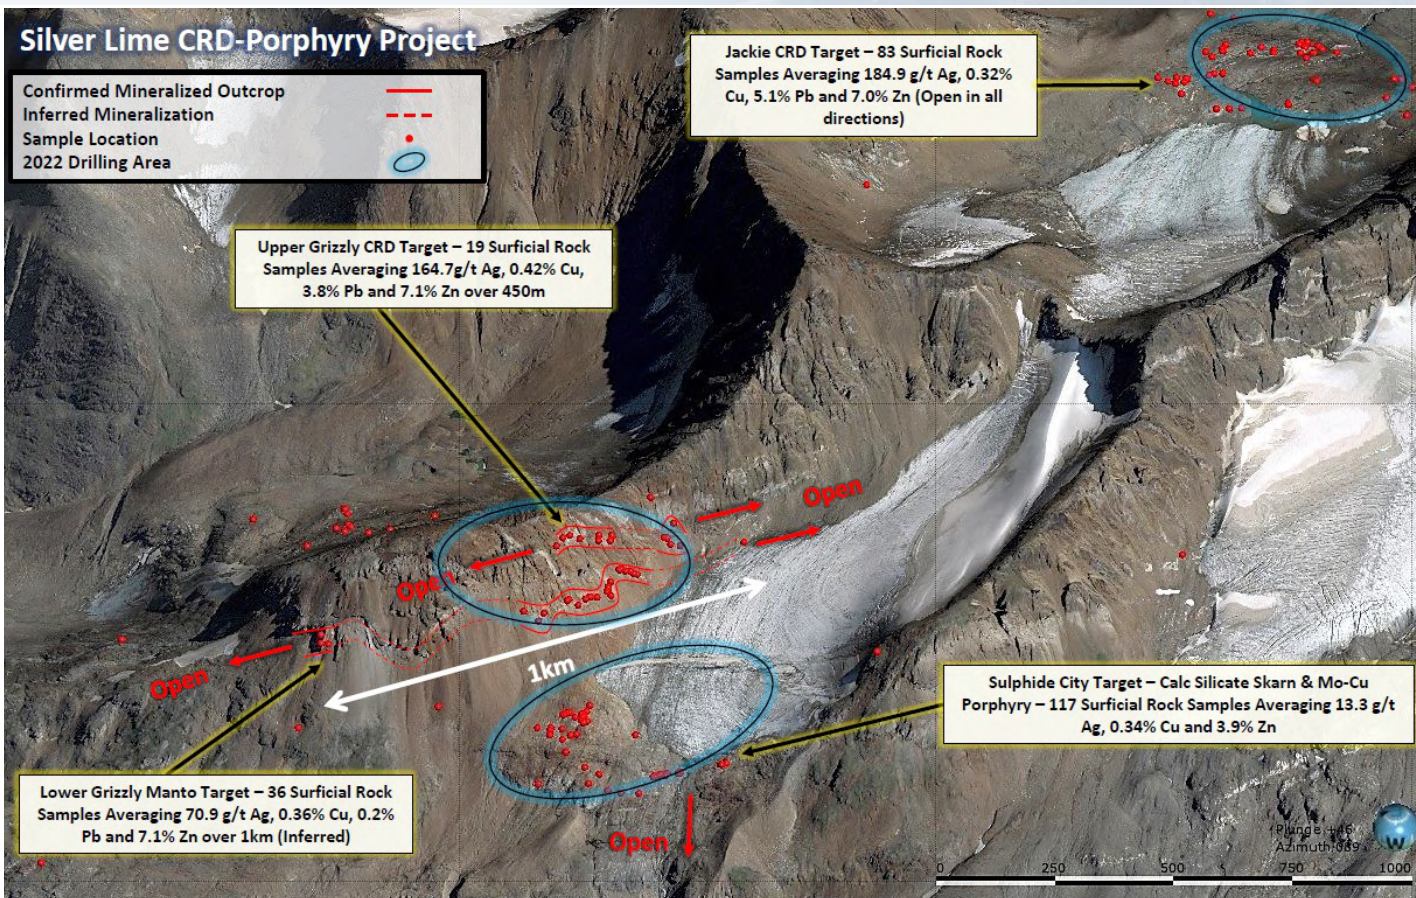 Silver Lime CRD-Porphyry Project
Confirmed Mineralized Outcrop
Inferred Mineralization
Sample Location
2022 Drilling Area
Jackie CRD Target – 83 Surficial Rock
Samples Averaging 184.9 g/t Ag, 0.32%
Cu, 5.1% Pb and 7.0% Zn (Open in all
directions)
Upper Grizzly CRD Target – 19 Surficial Rock
Samples Averaging 164.7g/t Ag, 0.42% Cu,
3.8% Pb and 7.1% Zn over 450m
Open
Open
Open
1km
Sulphide City Target – Calc Silicate Skarn & Mo-Cu
Porphyry – 117 Surficial Rock Samples Averaging 13.3 g/t
Ag, 0.34% Cu and 3.9% Zn
Lower Grizzly Manto Target – 36 Surficial Rock
Samples Averaging 70.9 g/t Ag, 0.36% Cu, 0.2%
Pb and 7.1% Zn over 1km (Inferred)
Open
Plunge +46
Azimuth 089
W
0 250 500 750 1000